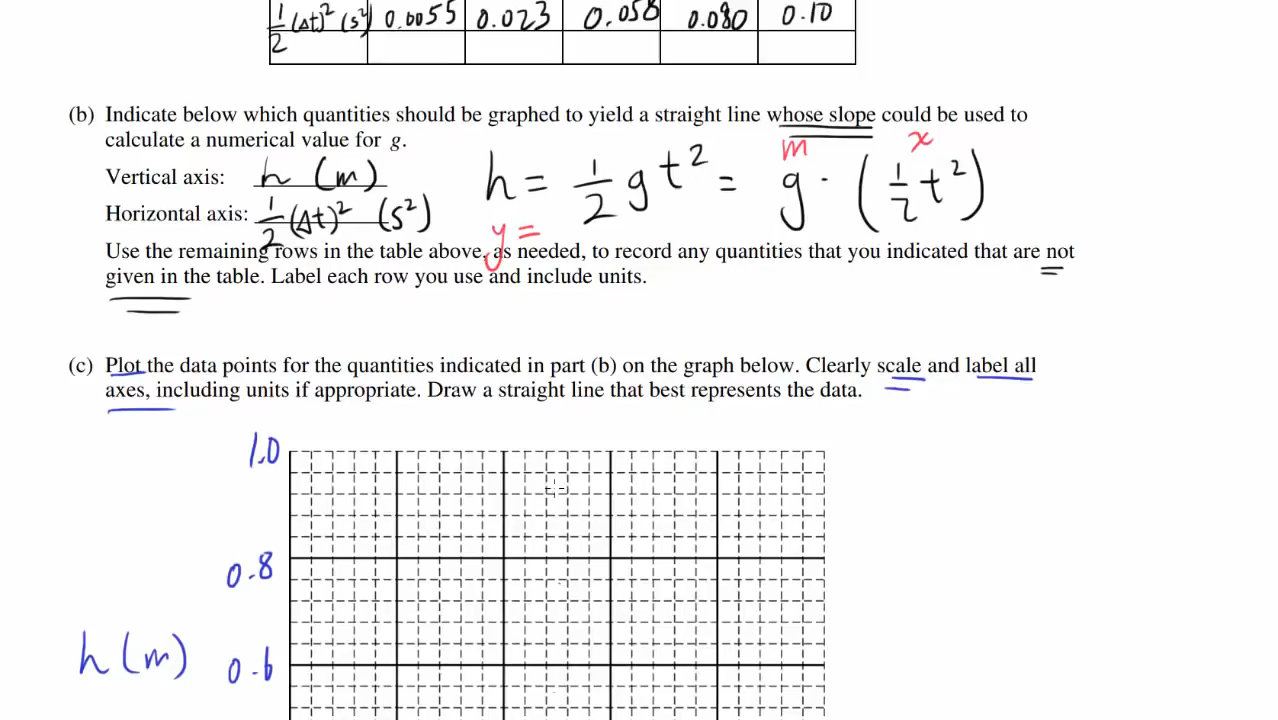 ½(Δt)² (s²) 0.0055 0.023 0.058 0.080 0.10
(b) Indicate below which quantities should be graphed to yield a straight line whose slope could be used to
calculate a numerical value for g.
m x
Vertical axis: h (m)
h = ½ g t² = g · (½ t²)
Horizontal axis: ½(Δt)² (s²)
y =
Use the remaining rows in the table above, as needed, to record any quantities that you indicated that are not
given in the table. Label each row you use and include units.
(c) Plot the data points for the quantities indicated in part (b) on the graph below. Clearly scale and label all
axes, including units if appropriate. Draw a straight line that best represents the data.
1.0
0.8
h (m) 0.6